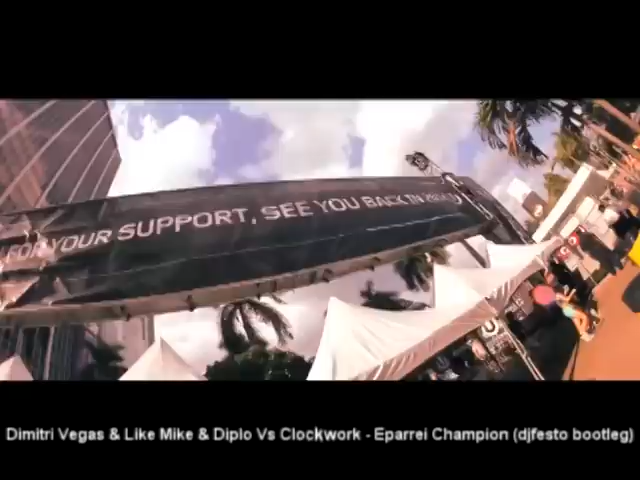 FOR YOUR SUPPORT, SEE YOU BACK IN
Dimitri Vegas & Like Mike & Diplo Vs Clockwork - Eparrei Champion (djfesto bootleg)